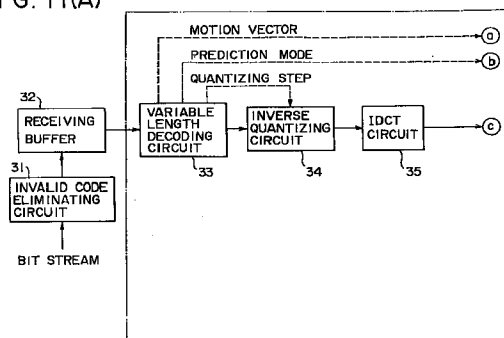 FIG. 11(A)
MOTION VECTOR
a
PREDICTION MODE
b
QUANTIZING STEP
32
RECEIVING
BUFFER
VARIABLE
LENGTH
DECODING
CIRCUIT
33
INVERSE
QUANTIZING
CIRCUIT
34
IDCT
CIRCUIT
35
c
31
INVALID CODE
ELIMINATING
CIRCUIT
BIT STREAM